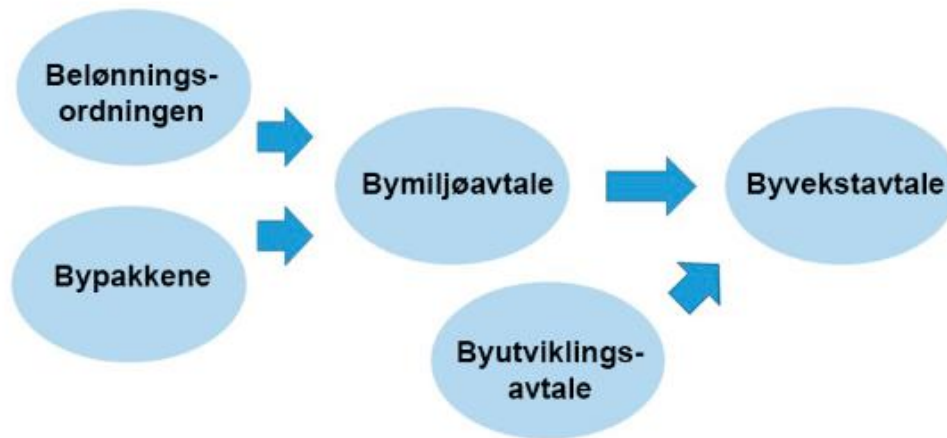 Belønnings-
ordningen
Bymiljøavtale
Byvekstavtale
Bypakkene
Byutviklings-
avtale